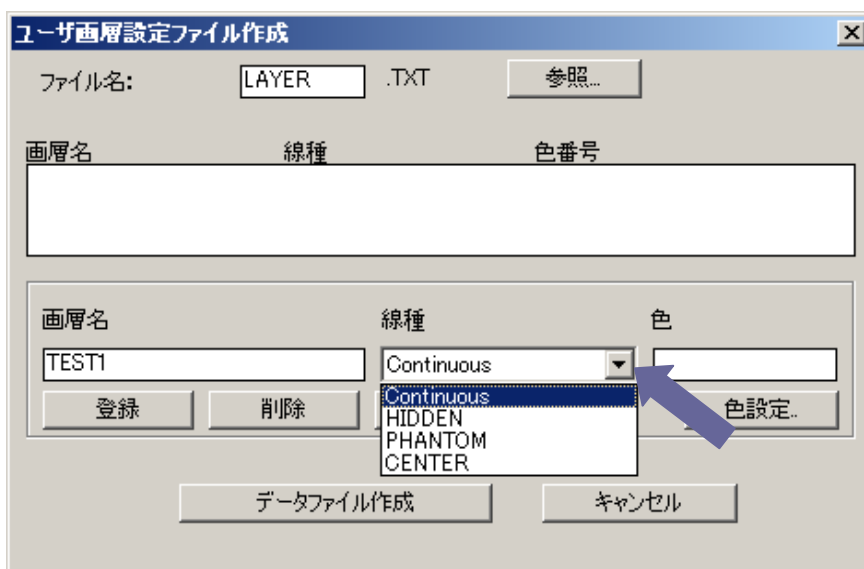 ユーザ画層設定ファイル作成
ファイル名: LAYER .TXT 参照...
画層名 線種 色番号
画層名 線種 色
TEST1 Continuous
登録 削除 色設定..
Continuous
HIDDEN
PHANTOM
CENTER
データファイル作成 キャンセル